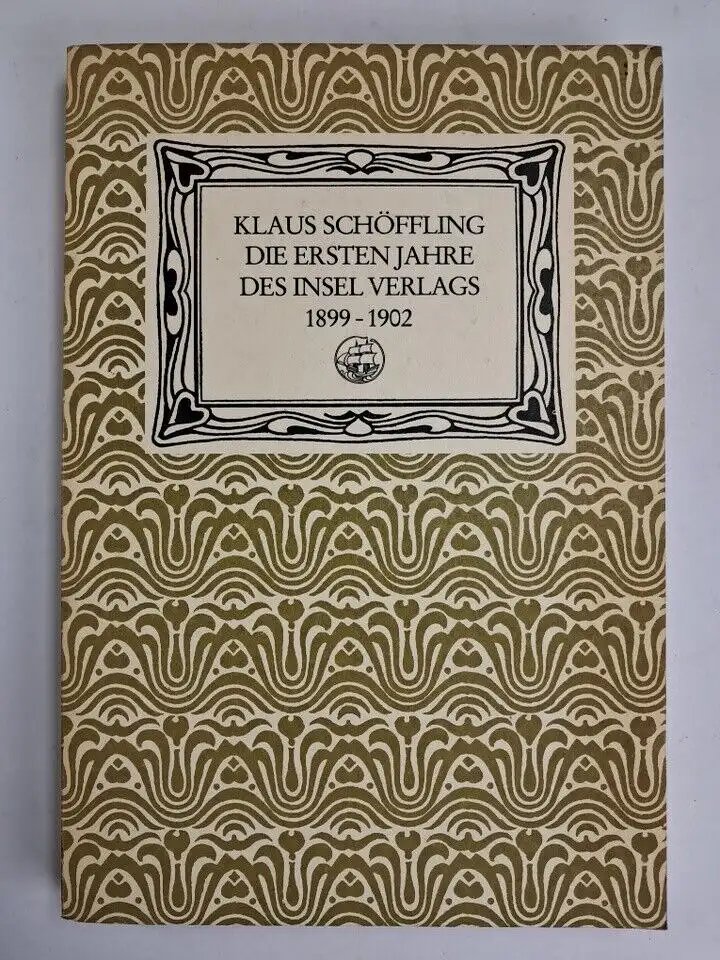 KLAUS SCHÖFFLING
DIE ERSTEN JAHRE
DES INSEL VERLAGS
1899 – 1902